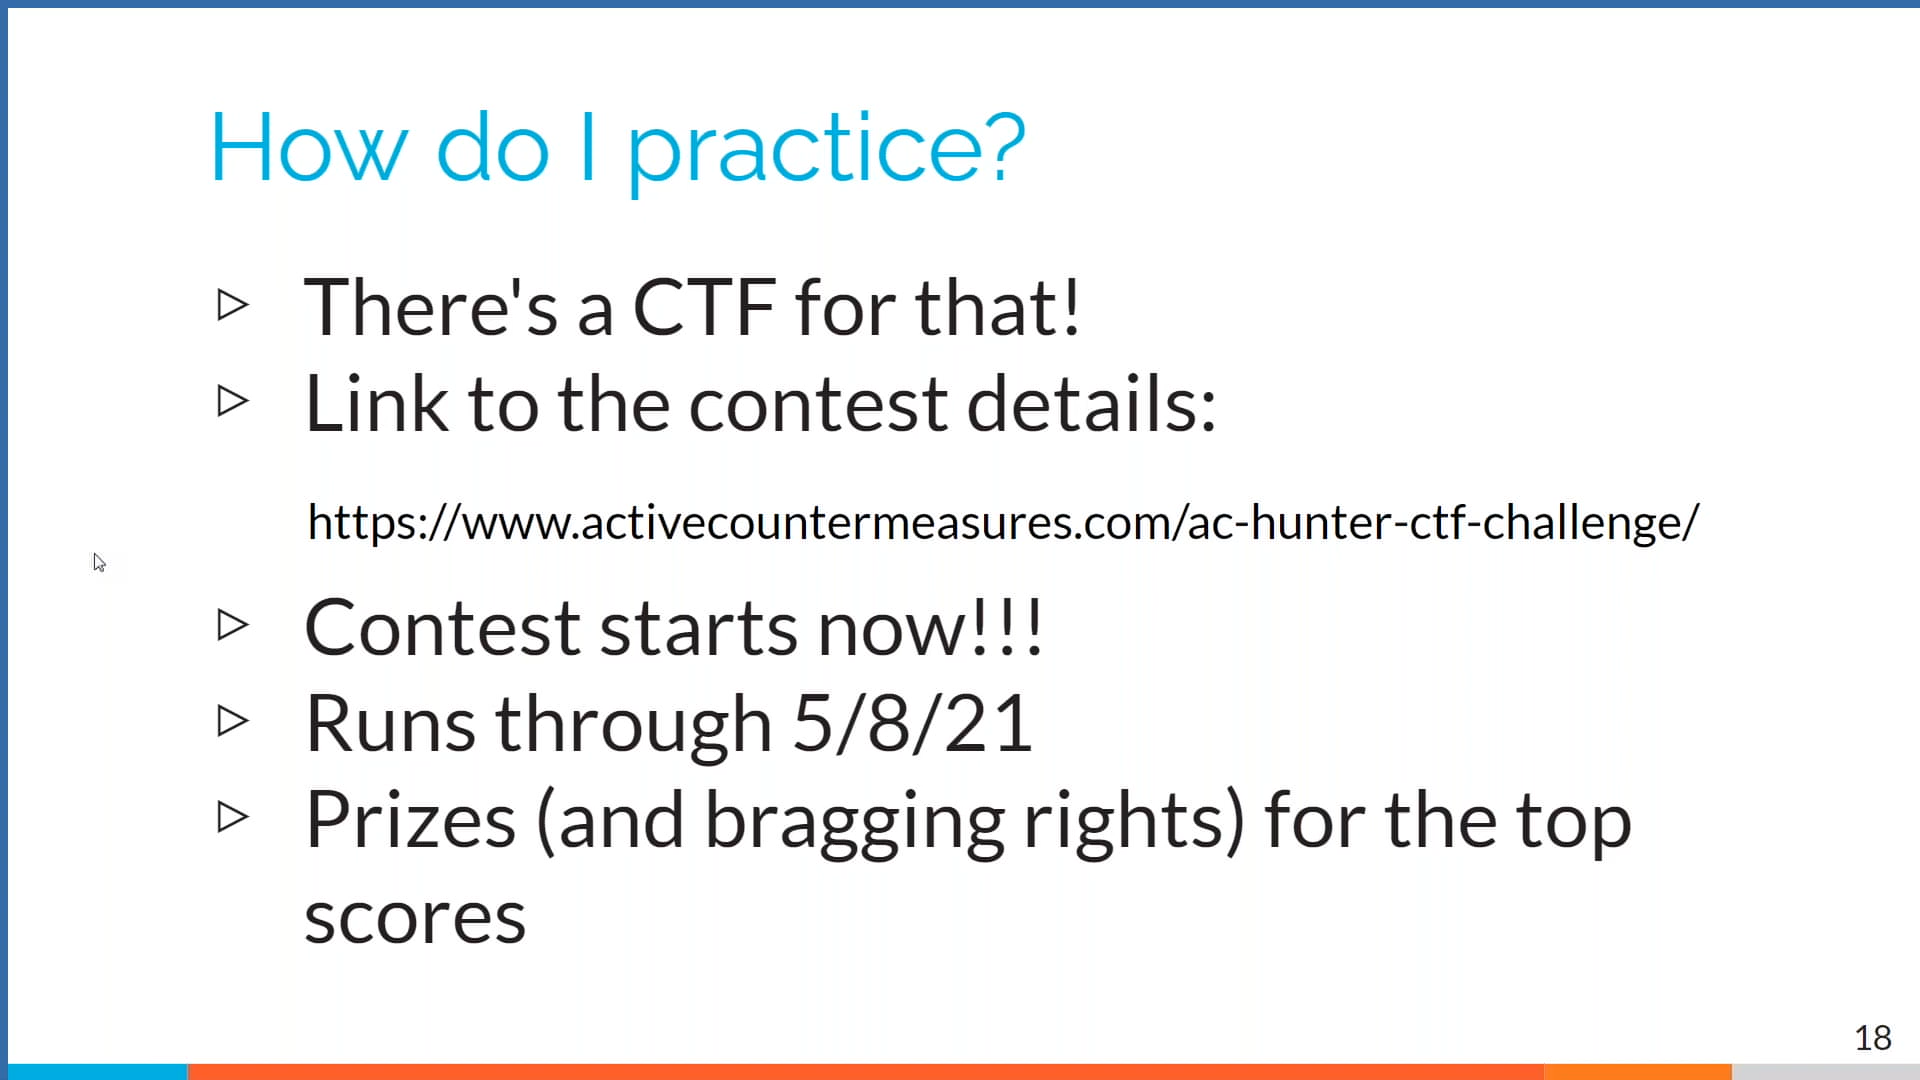 How do I practice?
▷ There's a CTF for that!
▷ Link to the contest details:
https://www.activecountermeasures.com/ac-hunter-ctf-challenge/
▷ Contest starts now!!!
▷ Runs through 5/8/21
▷ Prizes (and bragging rights) for the top
scores
18